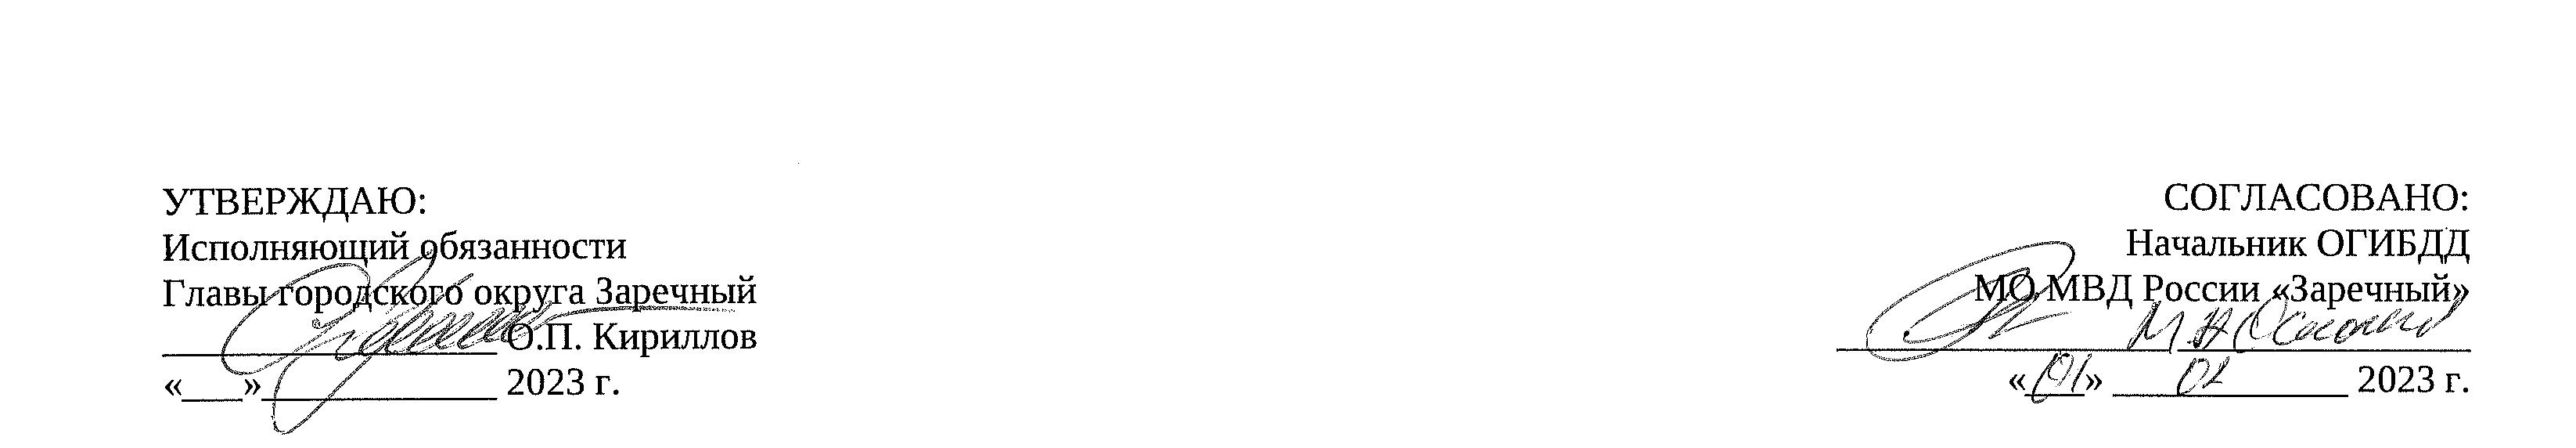 УТВЕРЖДАЮ:
Исполняющий обязанности
Главы городского округа Заречный
О.П. Кириллов
«___»____________ 2023 г.
СОГЛАСОВАНО:
Начальник ОГИБДД
МО МВД России «Заречный»
«01» 02 2023 г.